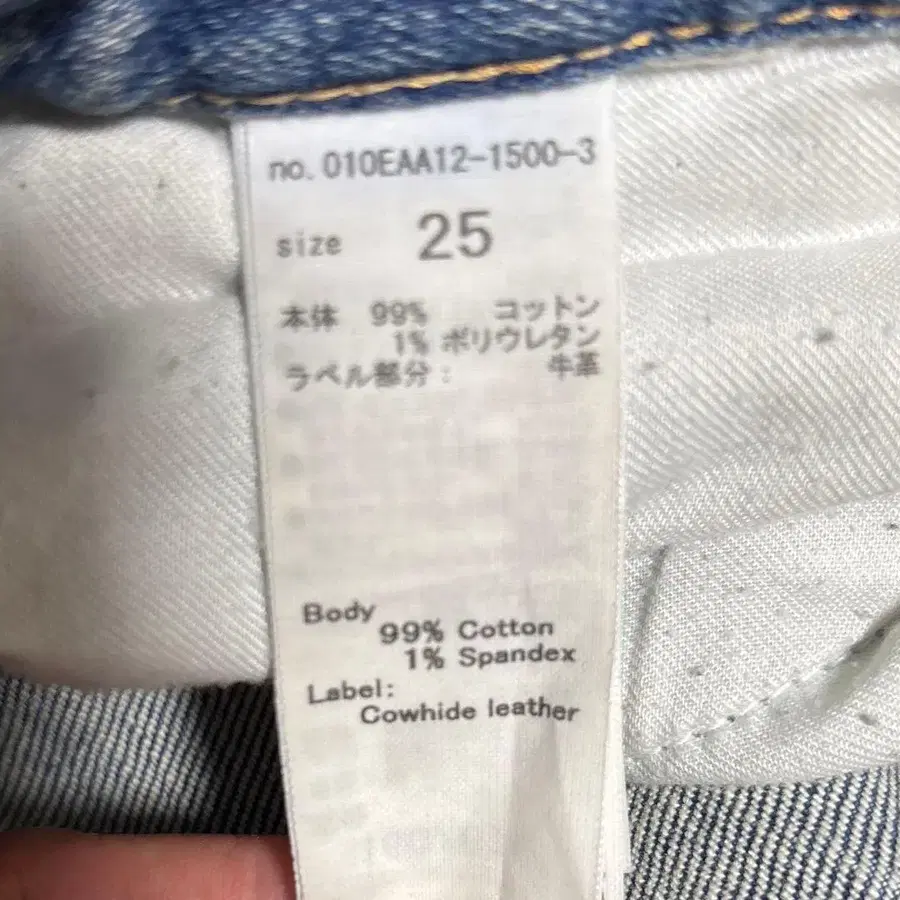 no. 010EAA12-1500-3
size 25
本体 99% コットン
1% ポリウレタン
ラベル部分: 牛革
Body
99% Cotton
1% Spandex
Label:
Cowhide leather